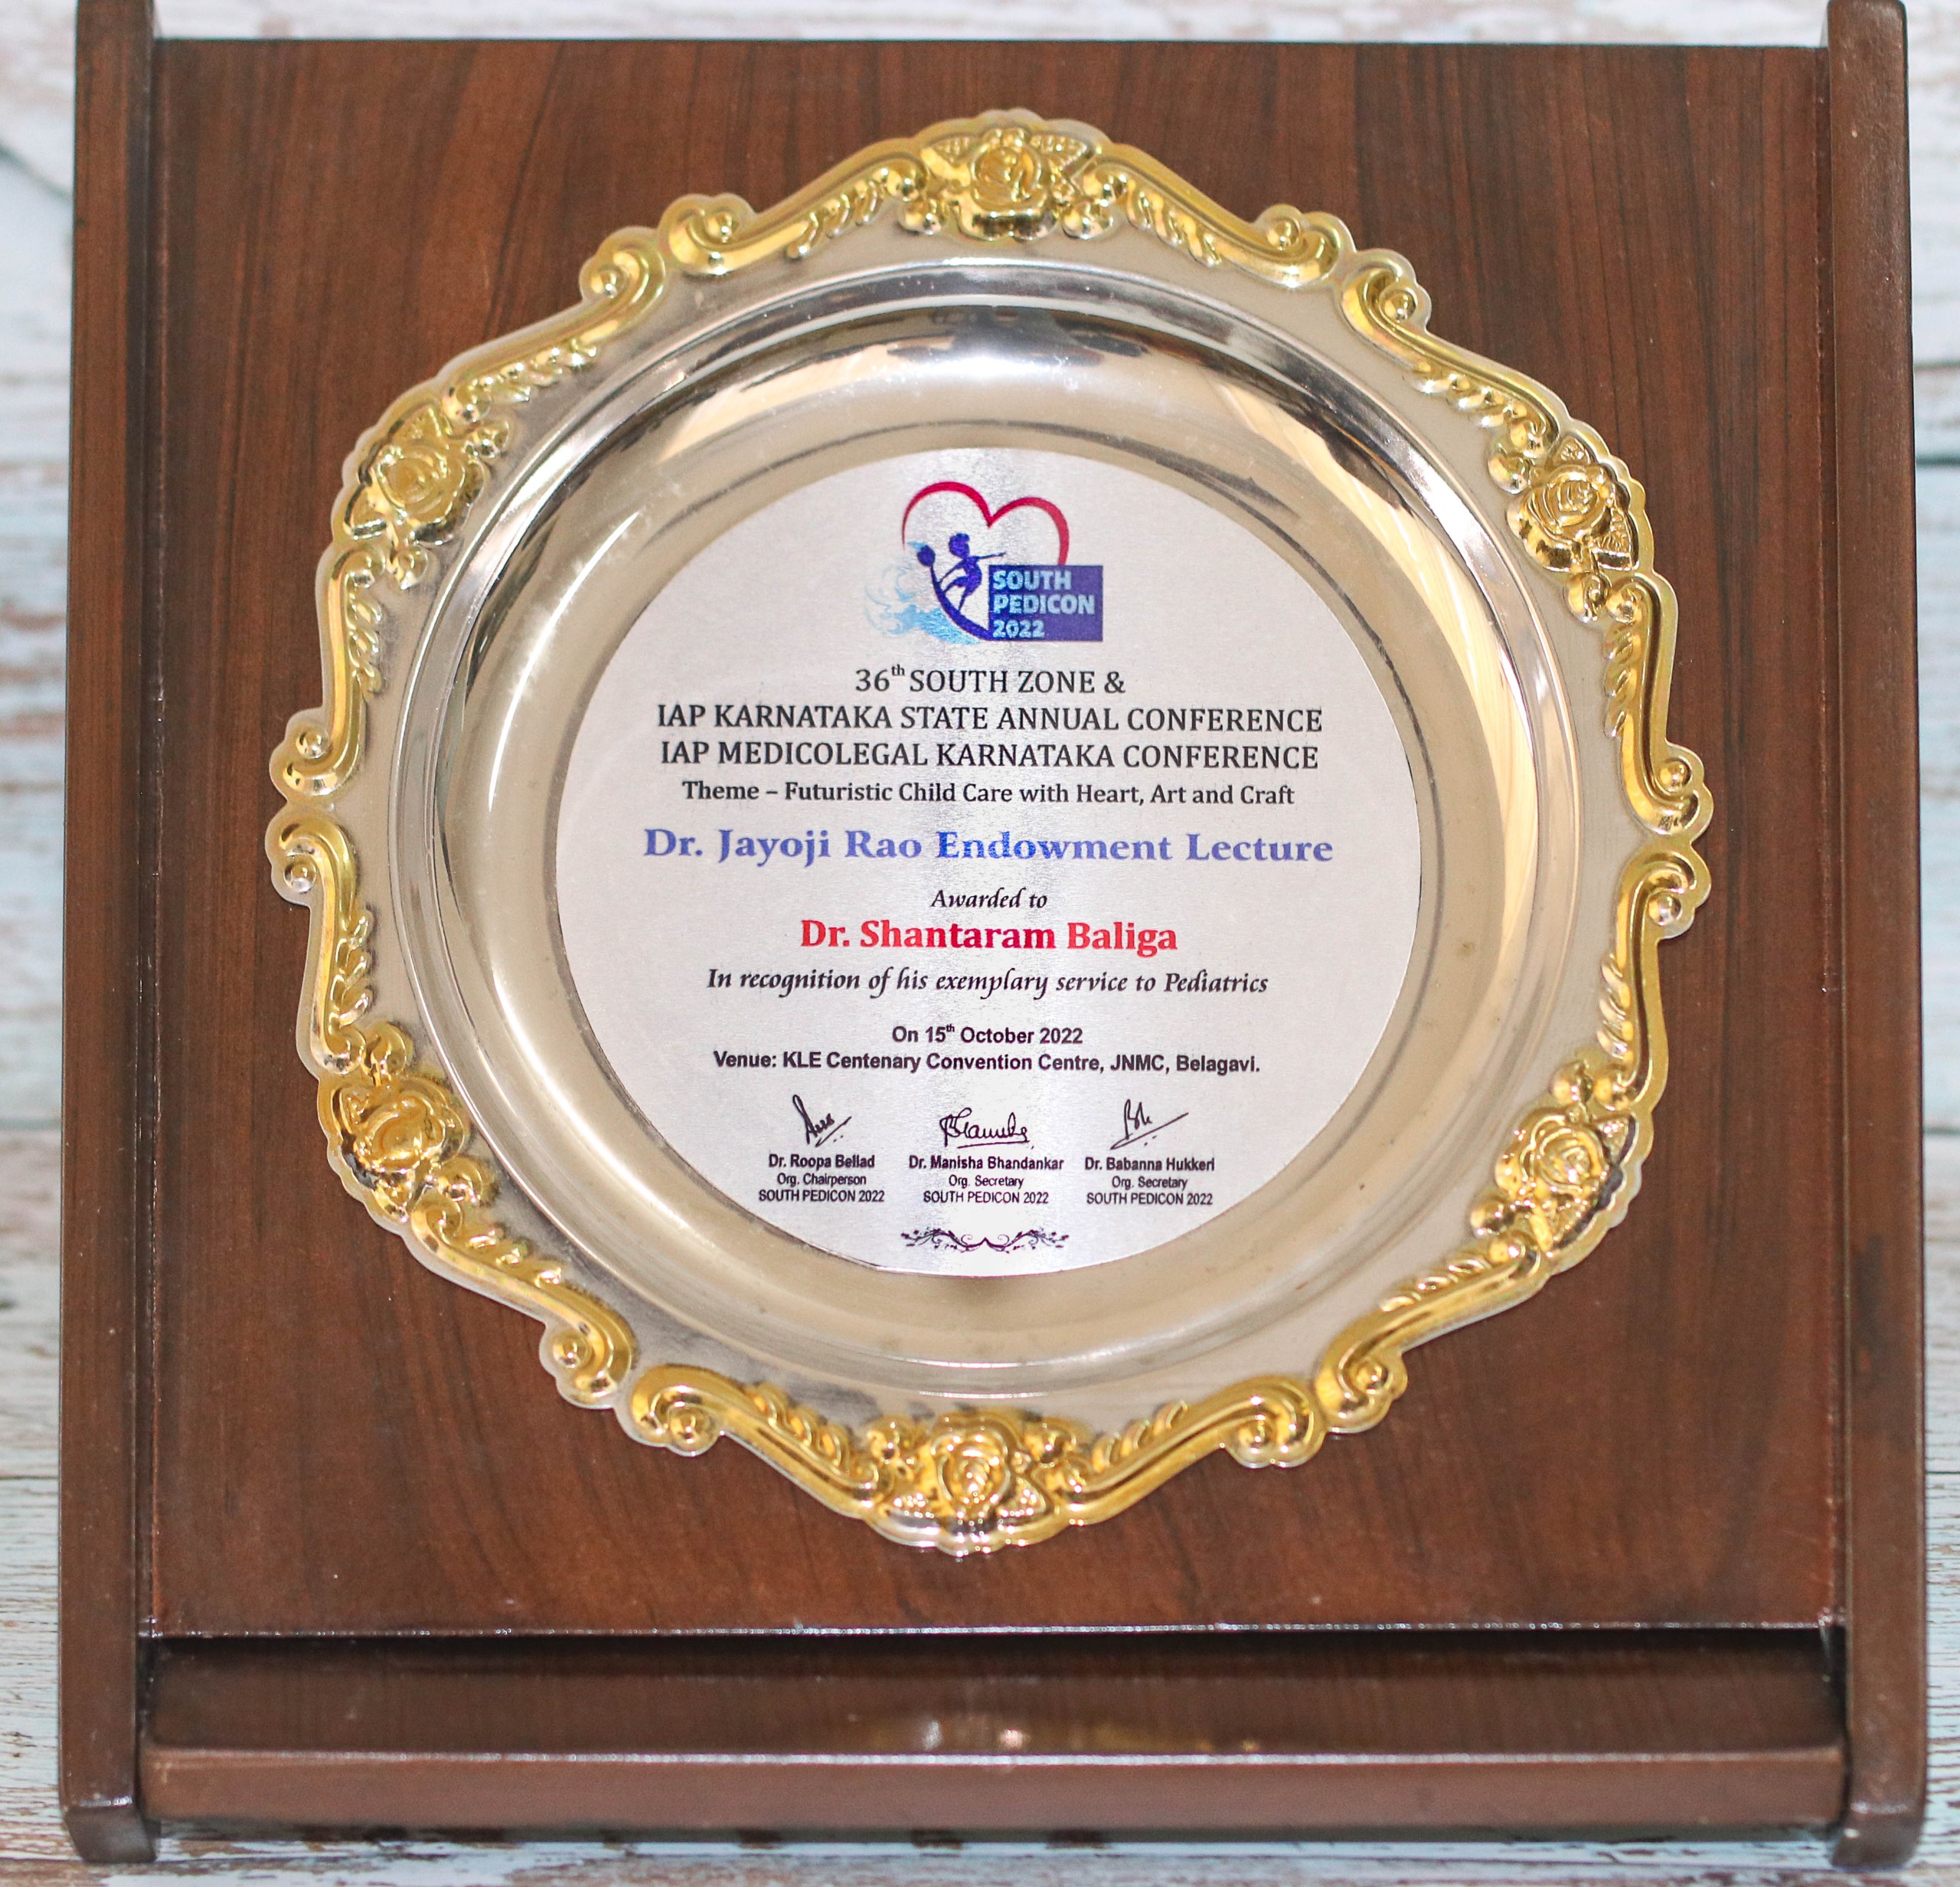 SOUTH
PEDICON
2022
36th SOUTH ZONE &
IAP KARNATAKA STATE ANNUAL CONFERENCE
IAP MEDICOLEGAL KARNATAKA CONFERENCE
Theme – Futuristic Child Care with Heart, Art and Craft
Dr. Jayoji Rao Endowment Lecture
Awarded to
Dr. Shantaram Baliga
In recognition of his exemplary service to Pediatrics
On 15th October 2022
Venue: KLE Centenary Convention Centre, JNMC, Belagavi.
Dr. Roopa Bellad Dr. Manisha Bhandankar Dr. Babanna Hukkeri
Org. Chairperson Org. Secretary Org. Secretary
SOUTH PEDICON 2022 SOUTH PEDICON 2022 SOUTH PEDICON 2022